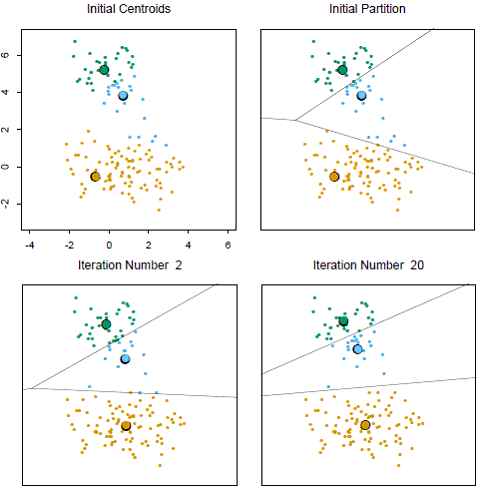 Initial Centroids
Initial Partition
6
4
2
0
-2
-4 -2 0 2 4 6
Iteration Number 2
Iteration Number 20